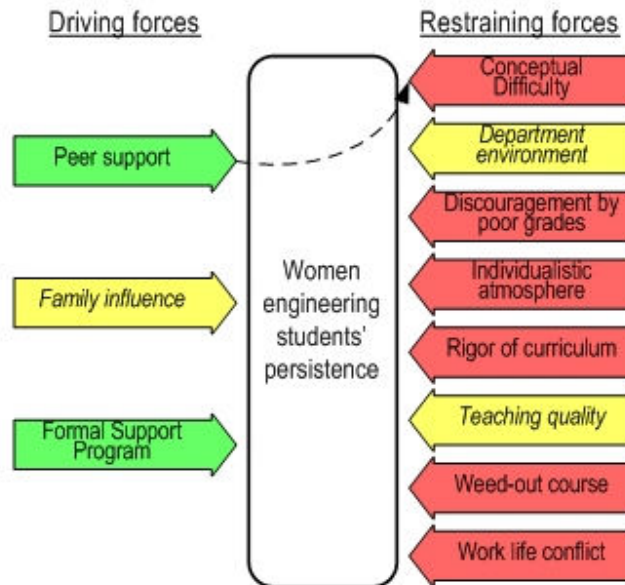 Driving forces
Restraining forces
Peer support
Family influence
Formal Support
Program
Women
engineering
students'
persistence
Conceptual
Difficulty
Department
environment
Discouragement by
poor grades
Individualistic
atmosphere
Rigor of curriculum
Teaching quality
Weed-out course
Work life conflict